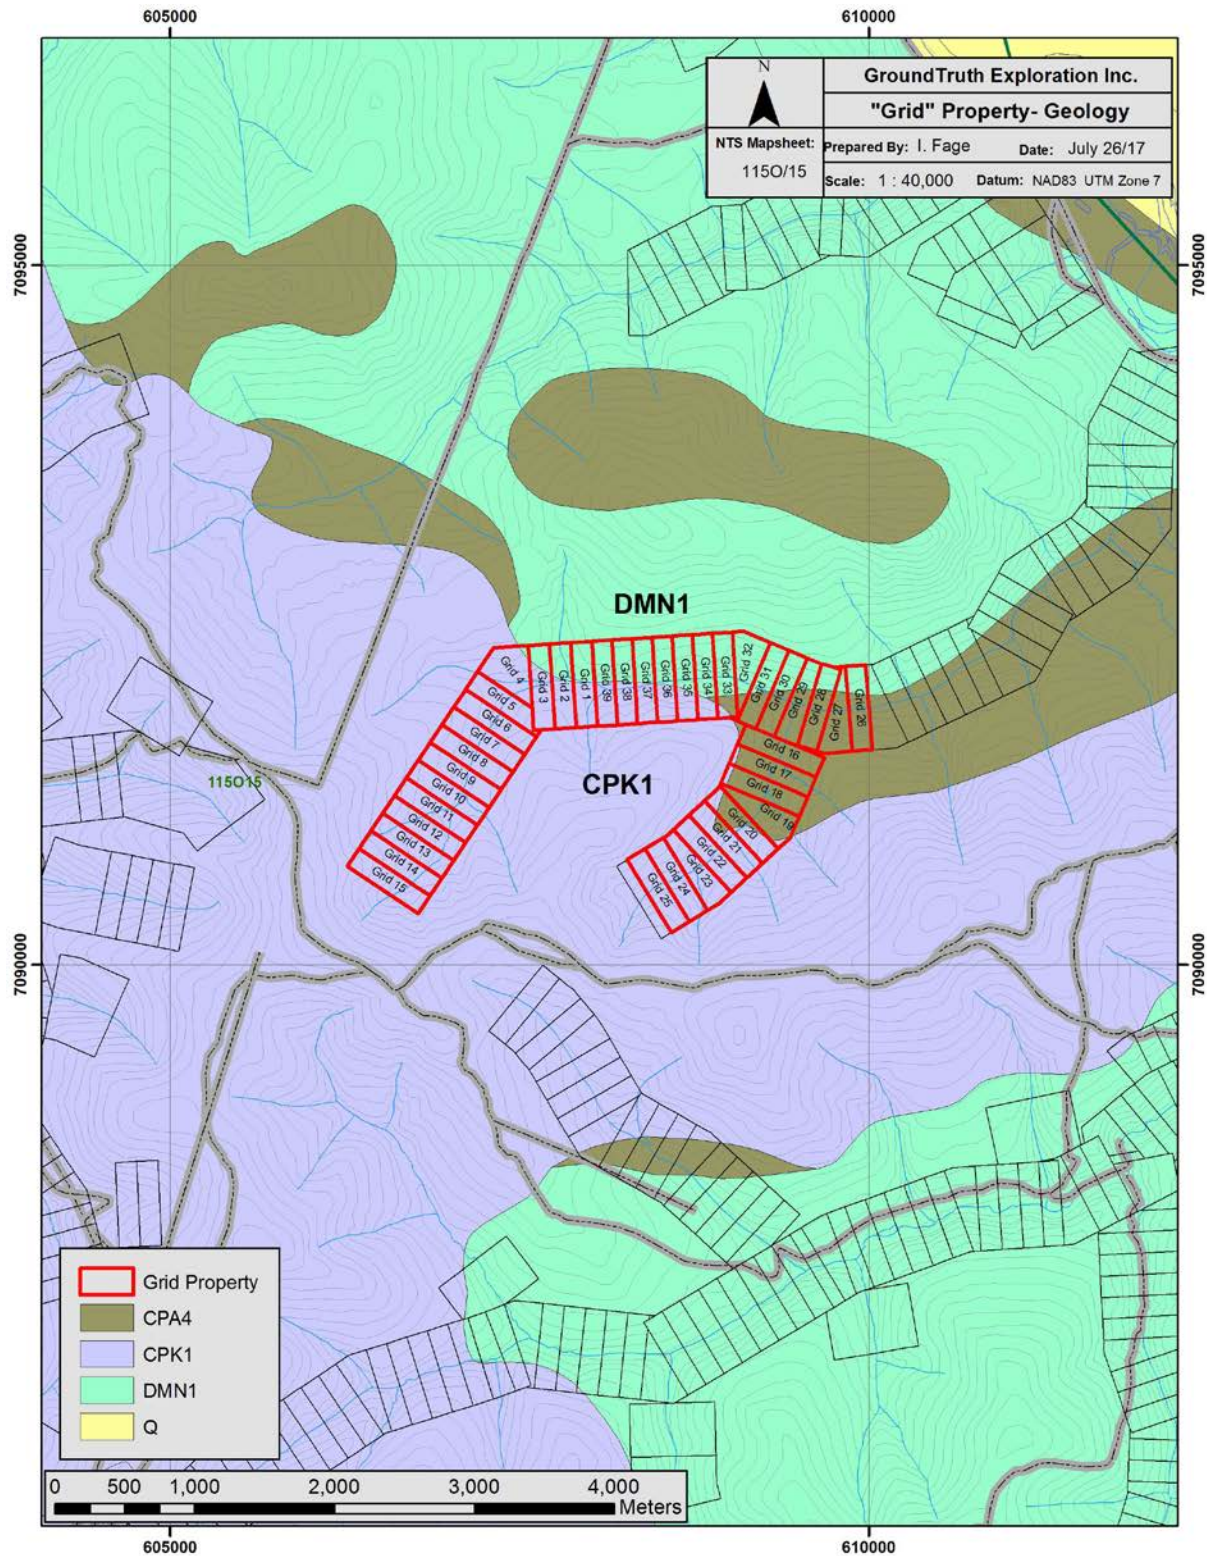 605000
610000
N
GroundTruth Exploration Inc.
"Grid" Property- Geology
NTS Mapsheet:
115O/15
Prepared By: I. Fage
Date: July 26/17
Scale: 1 : 40,000
Datum: NAD83 UTM Zone 7
7095000
7095000
DMN1
Grid 4
Grid 3
Grid 2
Grid 1
Grid 39
Grid 38
Grid 37
Grid 36
Grid 35
Grid 34
Grid 33
Grid 32
Grid 31
Grid 30
Grid 29
Grid 28
Grid 27
Grid 26
Grid 5
Grid 6
Grid 7
Grid 8
Grid 9
Grid 10
Grid 11
Grid 12
Grid 13
Grid 14
Grid 15
Grid 16
Grid 17
Grid 18
Grid 19
Grid 20
Grid 21
Grid 22
Grid 23
Grid 24
Grid 25
CPK1
115O15
7090000
7090000
Grid Property
CPA4
CPK1
DMN1
Q
0 500 1,000 2,000 3,000 4,000
Meters
605000
610000